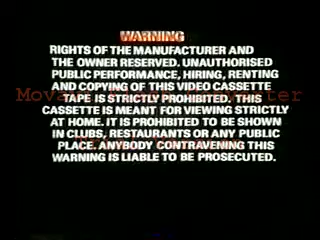 WARNING
RIGHTS OF THE MANUFACTURER AND
THE OWNER RESERVED. UNAUTHORISED
PUBLIC PERFORMANCE, HIRING, RENTING
AND COPYING OF THIS VIDEO CASSETTE
TAPE IS STRICTLY PROHIBITED. THIS
CASSETTE IS MEANT FOR VIEWING STRICTLY
AT HOME. IT IS PROHIBITED TO BE SHOWN
IN CLUBS, RESTAURANTS OR ANY PUBLIC
PLACE. ANYBODY CONTRAVENING THIS
WARNING IS LIABLE TO BE PROSECUTED.